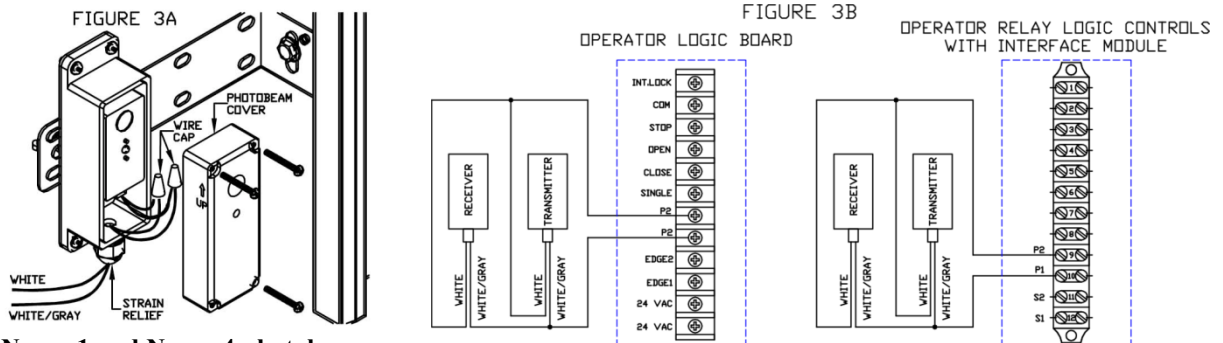 FIGURE 3A
PHOTOBEAM
COVER
WIRE
CAP
UP
WHITE
WHITE/GRAY
STRAIN
RELIEF
FIGURE 3B
OPERATOR LOGIC BOARD
INT.LOCK
COM
STOP
OPEN
CLOSE
SINGLE
P2
P2
EDGE2
EDGE1
24 VAC
24 VAC
RECEIVER
TRANSMITTER
WHITE
WHITE/GRAY
WHITE
WHITE/GRAY
OPERATOR RELAY LOGIC CONTROLS
WITH INTERFACE MODULE
1
2
3
4
5
6
7
8
P2 9
P1 10
S2 11
S1 12
RECEIVER
TRANSMITTER
WHITE
WHITE/GRAY
WHITE
WHITE/GRAY